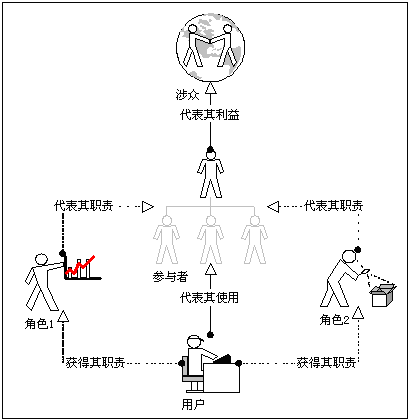 涉众
代表其利益
代表其职责
代表其职责
参与者
代表其使用
角色1
角色2
获得其职责
获得其职责
用户